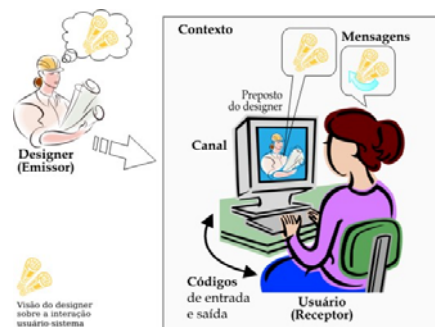 Contexto
Mensagens
Preposto
do designer
Canal
Designer
(Emissor)
Códigos
de entrada
e saída
Usuário
(Receptor)
Visão do designer
sobre a interação
usuário-sistema